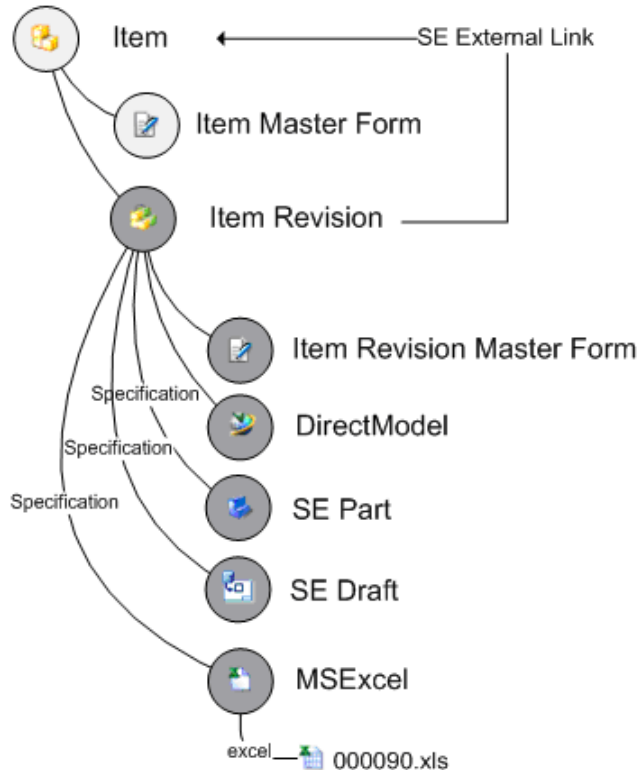 Item
SE External Link
Item Master Form
Item Revision
Item Revision Master Form
Specification
DirectModel
Specification
Specification
SE Part
SE Draft
MSExcel
excel
000090.xls